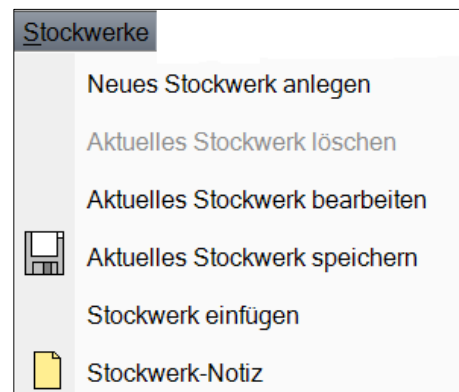 Stockwerke
Neues Stockwerk anlegen
Aktuelles Stockwerk löschen
Aktuelles Stockwerk bearbeiten
Aktuelles Stockwerk speichern
Stockwerk einfügen
Stockwerk-Notiz